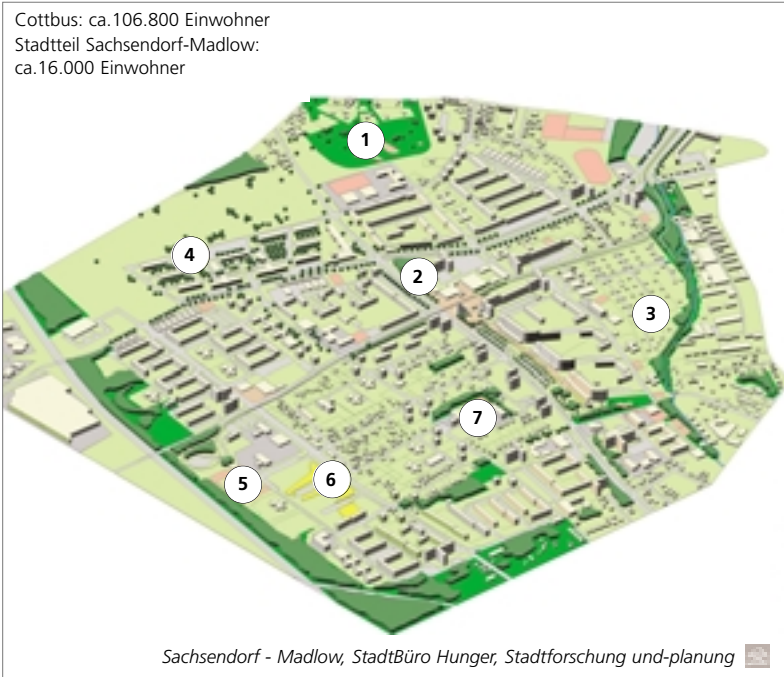 Cottbus: ca.106.800 Einwohner
Stadtteil Sachsendorf-Madlow:
ca.16.000 Einwohner
1
4
2
3
7
6
5
Sachsendorf - Madlow, StadtBüro Hunger, Stadtforschung und-planung